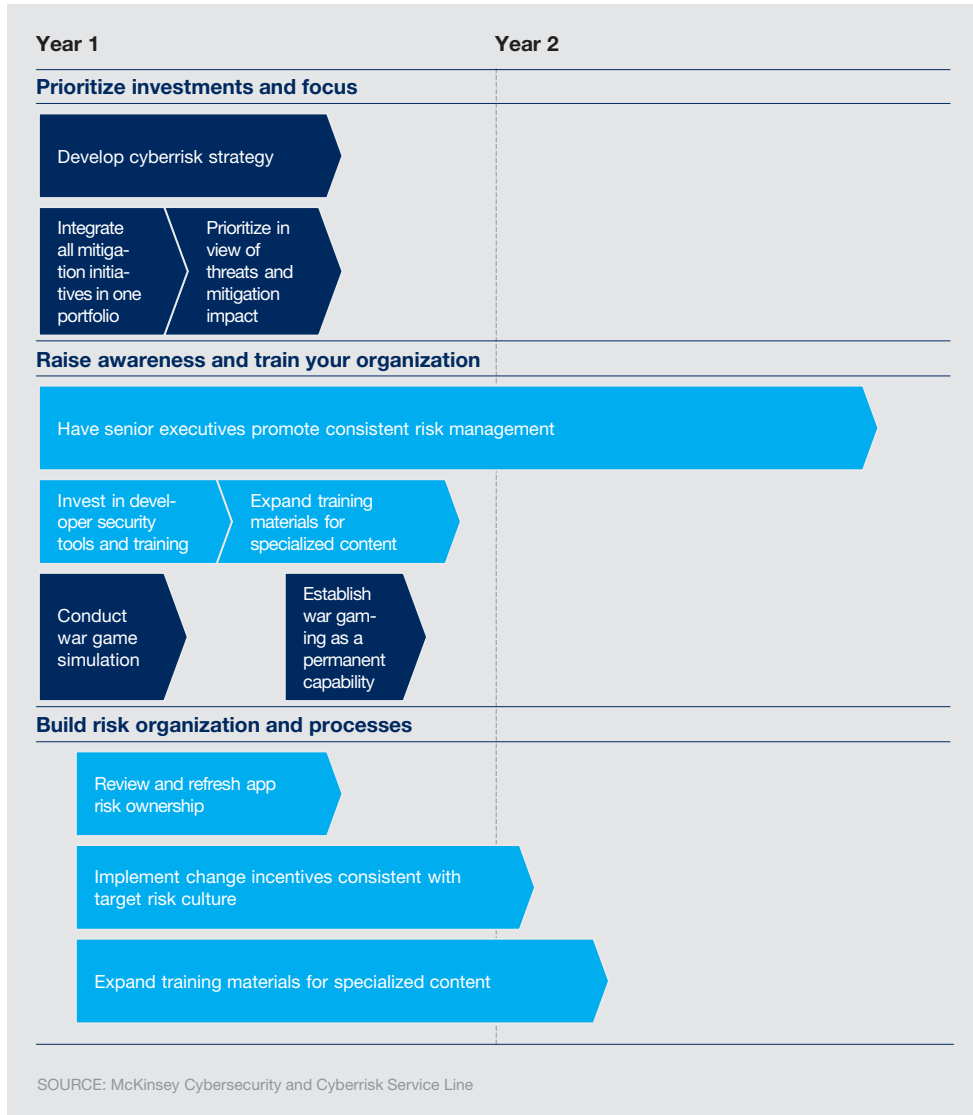 Year 1
Year 2
Prioritize investments and focus
Develop cyberrisk strategy
Integrate
all mitiga-
tion initia-
tives in one
portfolio
Prioritize in
view of
threats and
mitigation
impact
Raise awareness and train your organization
Have senior executives promote consistent risk management
Invest in devel-
oper security
tools and training
Expand training
materials for
specialized content
Conduct
war game
simulation
Establish
war gam-
ing as a
permanent
capability
Build risk organization and processes
Review and refresh app
risk ownership
Implement change incentives consistent with
target risk culture
Expand training materials for specialized content
SOURCE: McKinsey Cybersecurity and Cyberrisk Service Line